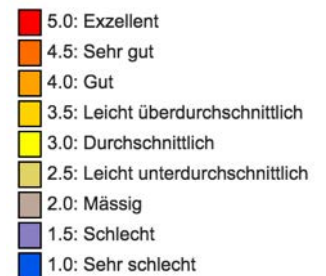 5.0: Exzellent
4.5: Sehr gut
4.0: Gut
3.5: Leicht überdurchschnittlich
3.0: Durchschnittlich
2.5: Leicht unterdurchschnittlich
2.0: Mässig
1.5: Schlecht
1.0: Sehr schlecht